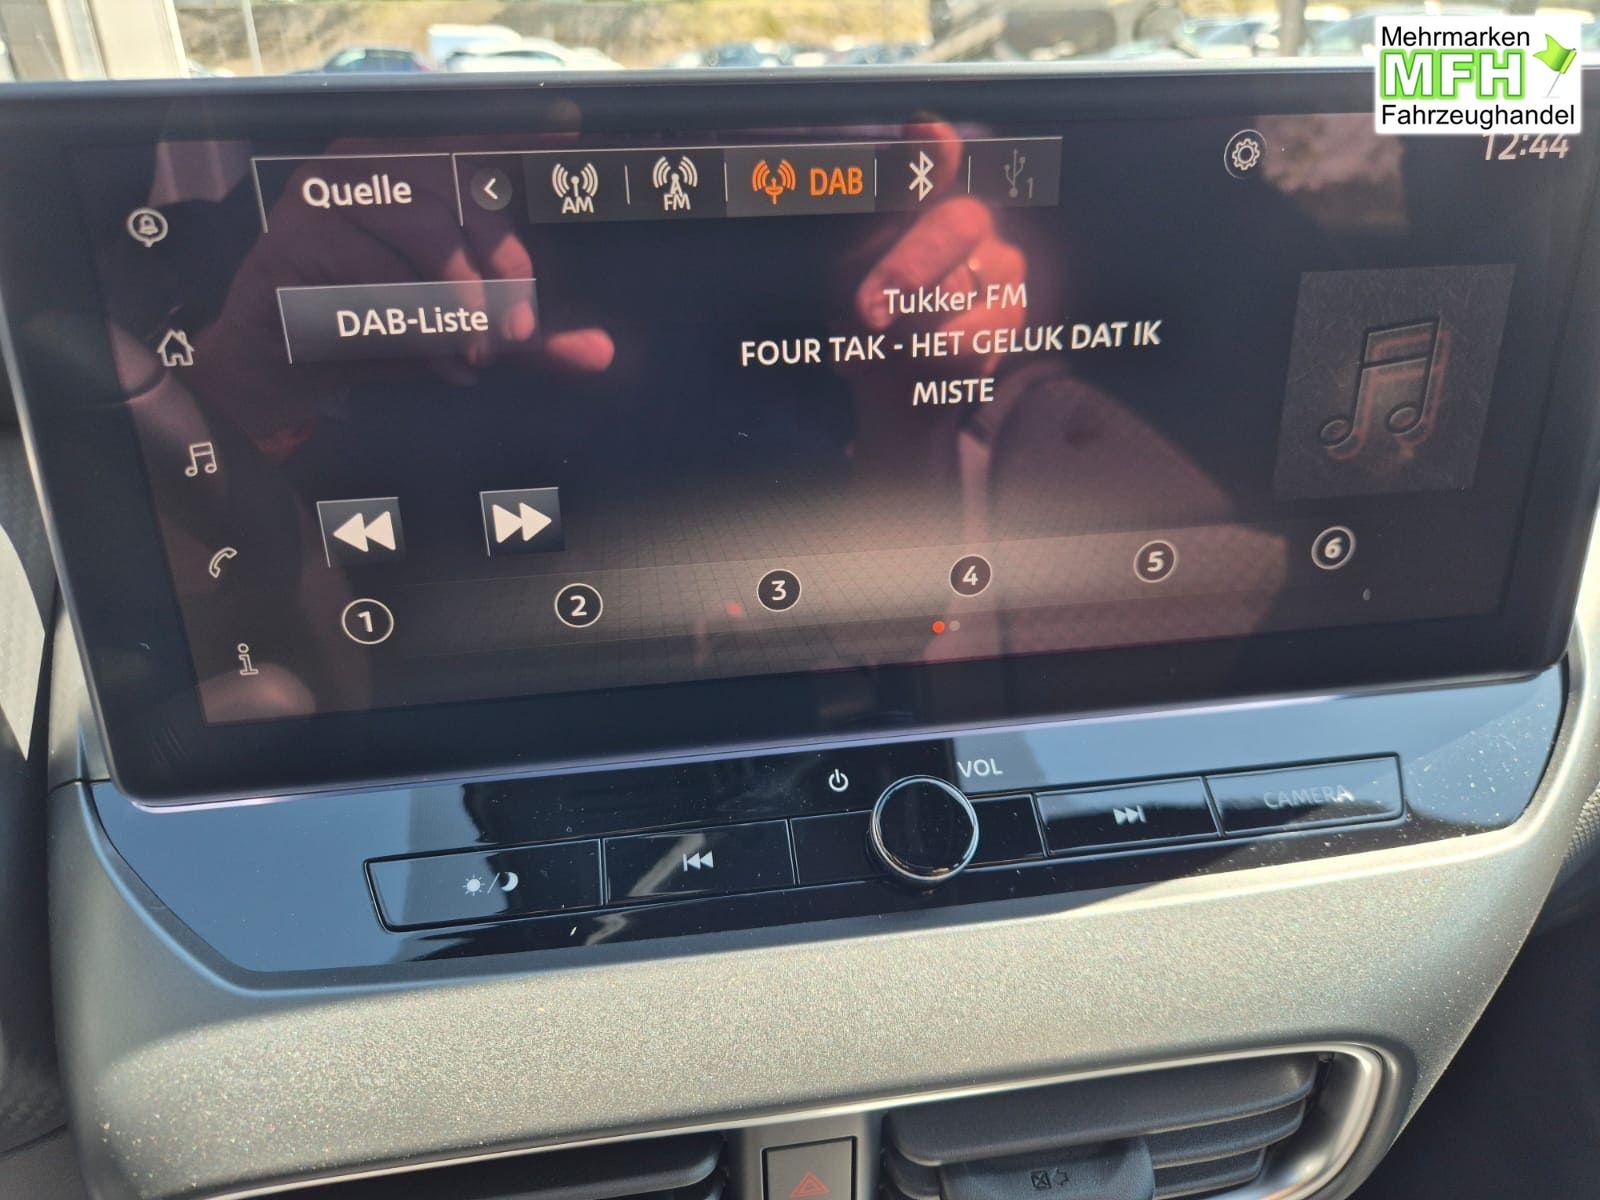 Mehrmarken
MFH
Fahrzeughandel
12:44
Quelle
AM
FM
DAB
1
DAB-Liste
Tukker FM
FOUR TAK - HET GELUK DAT IK
MISTE
1
2
3
4
5
6
VOL
CAMERA